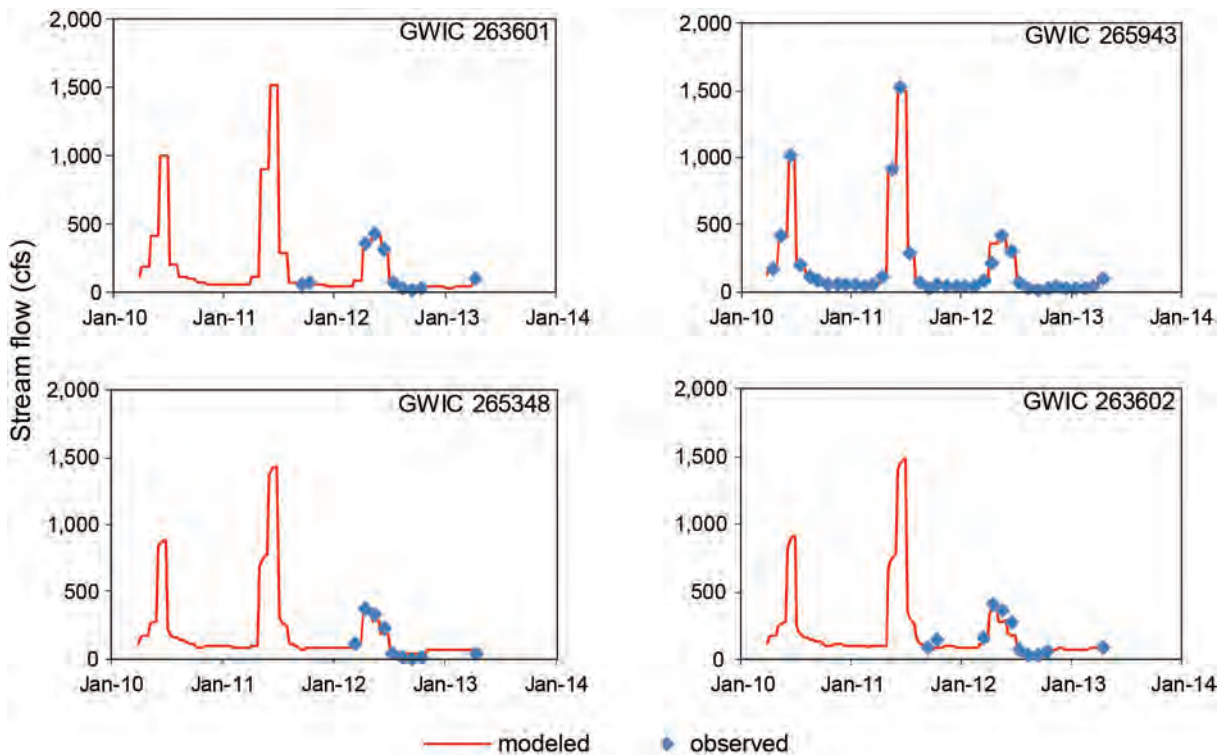 GWIC 263601
2,000
1,500
1,000
500
0
Jan-10 Jan-11 Jan-12 Jan-13 Jan-14
GWIC 265943
2,000
1,500
1,000
500
0
Jan-10 Jan-11 Jan-12 Jan-13 Jan-14
Stream flow (cfs)
GWIC 265348
2,000
1,500
1,000
500
0
Jan-10 Jan-11 Jan-12 Jan-13 Jan-14
GWIC 263602
2,000
1,500
1,000
500
0
Jan-10 Jan-11 Jan-12 Jan-13 Jan-14
modeled observed